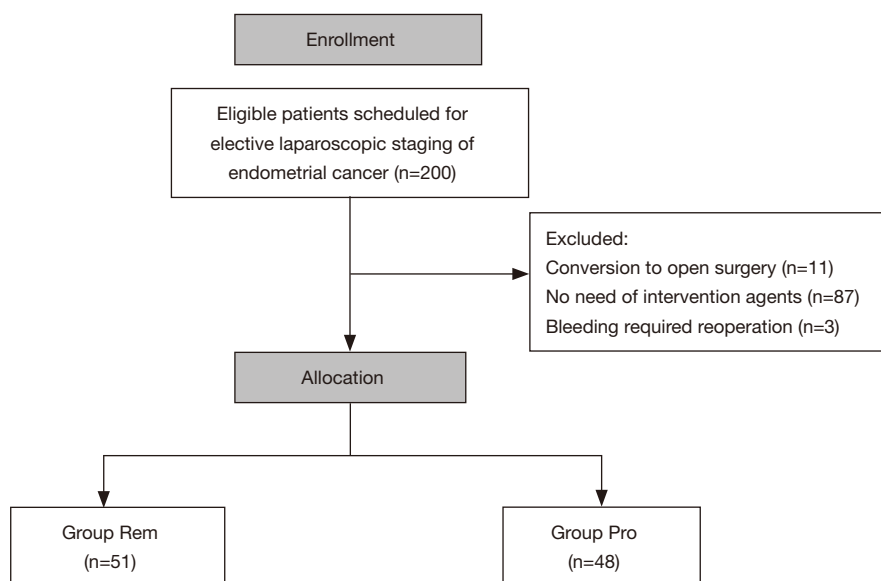 Enrollment
Eligible patients scheduled for
elective laparoscopic staging of
endometrial cancer (n=200)
Excluded:
Conversion to open surgery (n=11)
No need of intervention agents (n=87)
Bleeding required reoperation (n=3)
Allocation
Group Rem
(n=51)
Group Pro
(n=48)